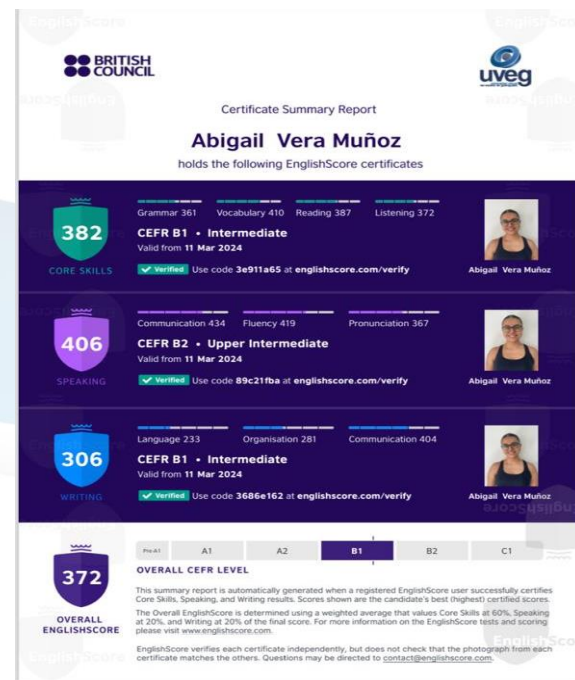 BRITISH
COUNCIL
uveg
Certificate Summary Report
Abigail Vera Muñoz
holds the following EnglishScore certificates
382
CORE SKILLS
Grammar 361 Vocabulary 410 Reading 387 Listening 372
CEFR B1 • Intermediate
Valid from 11 Mar 2024
Verified Use code 3e911a65 at englishscore.com/verify
Abigail Vera Muñoz
406
SPEAKING
Communication 434 Fluency 419 Pronunciation 367
CEFR B2 • Upper Intermediate
Valid from 11 Mar 2024
Verified Use code 89c21fba at englishscore.com/verify
Abigail Vera Muñoz
306
WRITING
Language 233 Organisation 281 Communication 404
CEFR B1 • Intermediate
Valid from 11 Mar 2024
Verified Use code 3686e162 at englishscore.com/verify
Abigail Vera Muñoz
372
OVERALL
ENGLISHSCORE
Pre-A1 A1 A2 B1 B2 C1
OVERALL CEFR LEVEL
This summary report is automatically generated when a registered EnglishScore user successfully certifies
Core Skills, Speaking, and Writing results. Scores shown are the candidate's best (highest) certified scores.
The Overall EnglishScore is determined using a weighted average that values Core Skills at 60%, Speaking
at 20%, and Writing at 20% of the final score. For more information on the EnglishScore tests and scoring
please visit www.englishscore.com.
EnglishScore verifies each certificate independently, but does not check that the photograph from each
certificate matches the others. Questions may be directed to contact@englishscore.com.